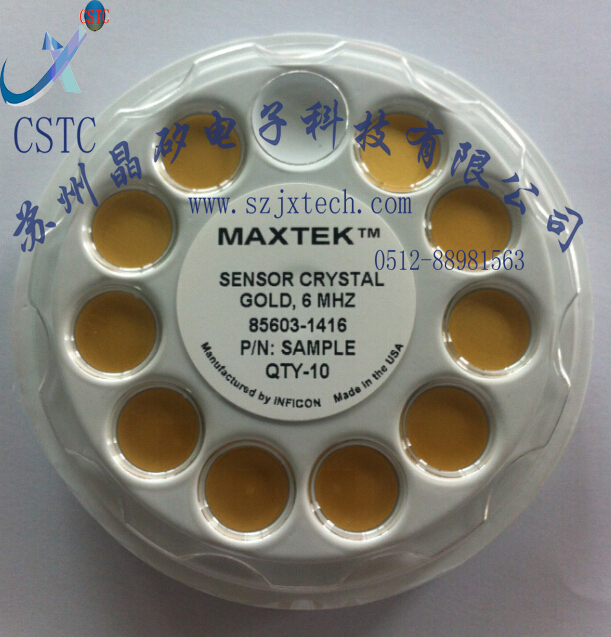 CSTC
CSTC
苏州晶矽电子科技有限公司
www.szjxtech.com
MAXTEK™
0512-88981563
SENSOR CRYSTAL
GOLD, 6 MHZ
85603-1416
P/N: SAMPLE
QTY-10
Manufactured by INFICON Made in the USA